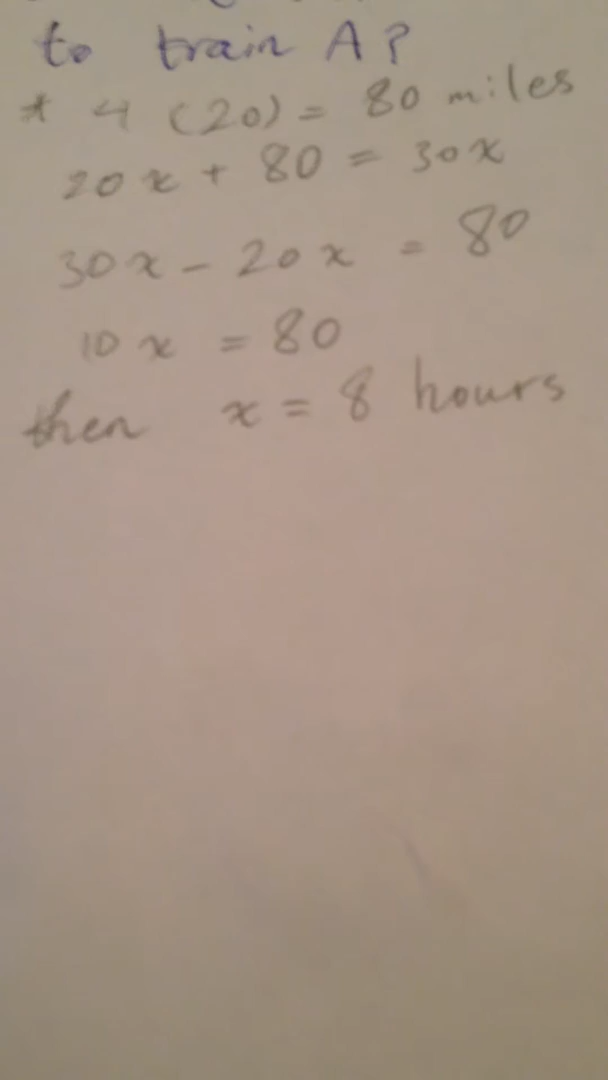 to train A?
* 4 (20) = 80 miles
20x + 80 = 30x
30x - 20x = 80
10x = 80
then x = 8 hours